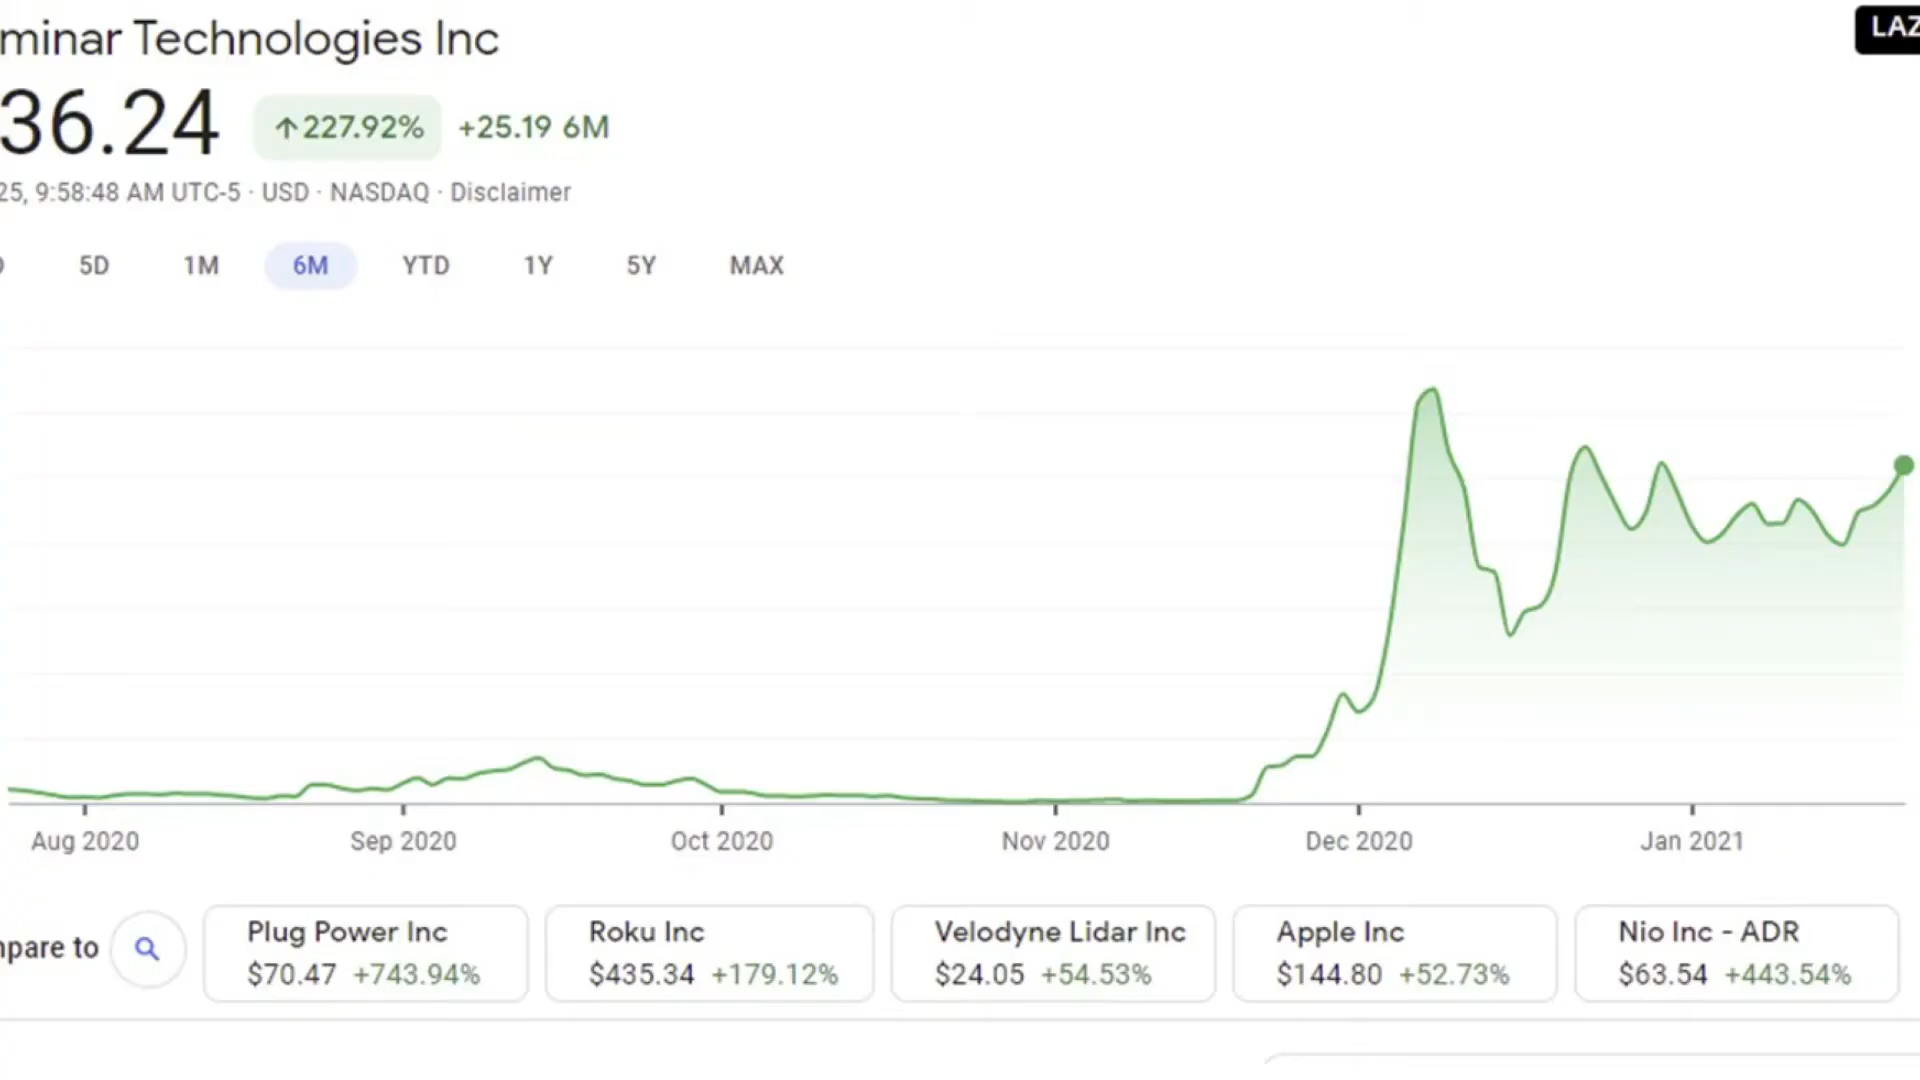 minar Technologies Inc
LAZ
36.24 ↑227.92% +25.19 6M
25, 9:58:48 AM UTC-5 · USD · NASDAQ · Disclaimer
5D 1M 6M YTD 1Y 5Y MAX
Aug 2020 Sep 2020 Oct 2020 Nov 2020 Dec 2020 Jan 2021
npare to
Plug Power Inc
$70.47 +743.94%
Roku Inc
$435.34 +179.12%
Velodyne Lidar Inc
$24.05 +54.53%
Apple Inc
$144.80 +52.73%
Nio Inc - ADR
$63.54 +443.54%